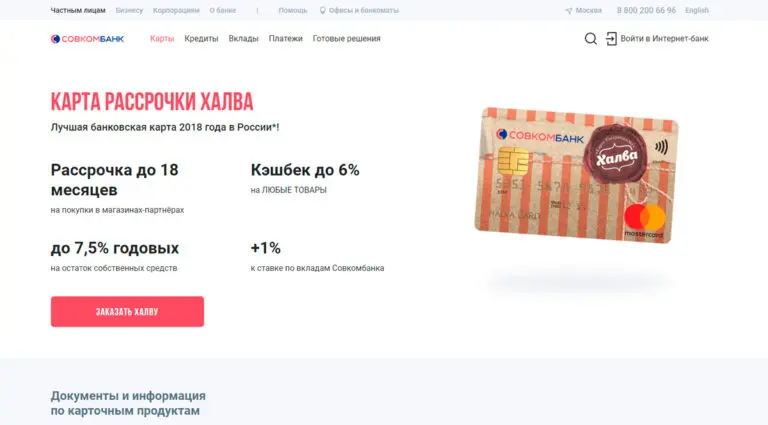 Частным лицам Бизнесу Корпорациям О банке | Помощь Офисы и банкоматы Москва 8 800 200 66 96 English
СОВКОМБАНК Карты Кредиты Вклады Платежи Готовые решения Войти в Интернет-банк
КАРТА РАССРОЧКИ ХАЛВА
Лучшая банковская карта 2018 года в России*!
Рассрочка до 18
месяцев
на покупки в магазинах-партнёрах
Кэшбек до 6%
на ЛЮБЫЕ ТОВАРЫ
до 7,5% годовых
на остаток собственных средств
+1%
к ставке по вкладам Совкомбанка
ЗАКАЗАТЬ ХАЛВУ
СОВКОМБАНК
Халва
HALVA CARD
mastercard
Документы и информация
по карточным продуктам